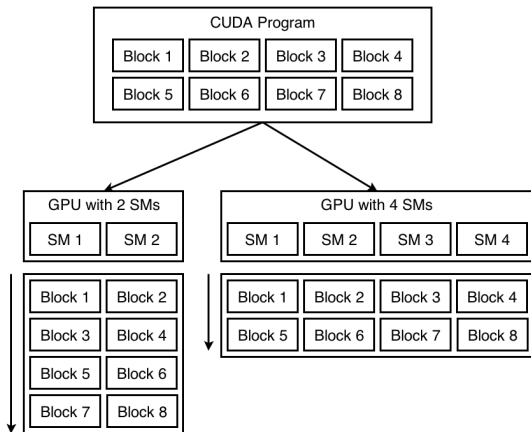 CUDA Program
Block 1 Block 2 Block 3 Block 4
Block 5 Block 6 Block 7 Block 8
GPU with 2 SMs
SM 1 SM 2
Block 1 Block 2
Block 3 Block 4
Block 5 Block 6
Block 7 Block 8
GPU with 4 SMs
SM 1 SM 2 SM 3 SM 4
Block 1 Block 2 Block 3 Block 4
Block 5 Block 6 Block 7 Block 8